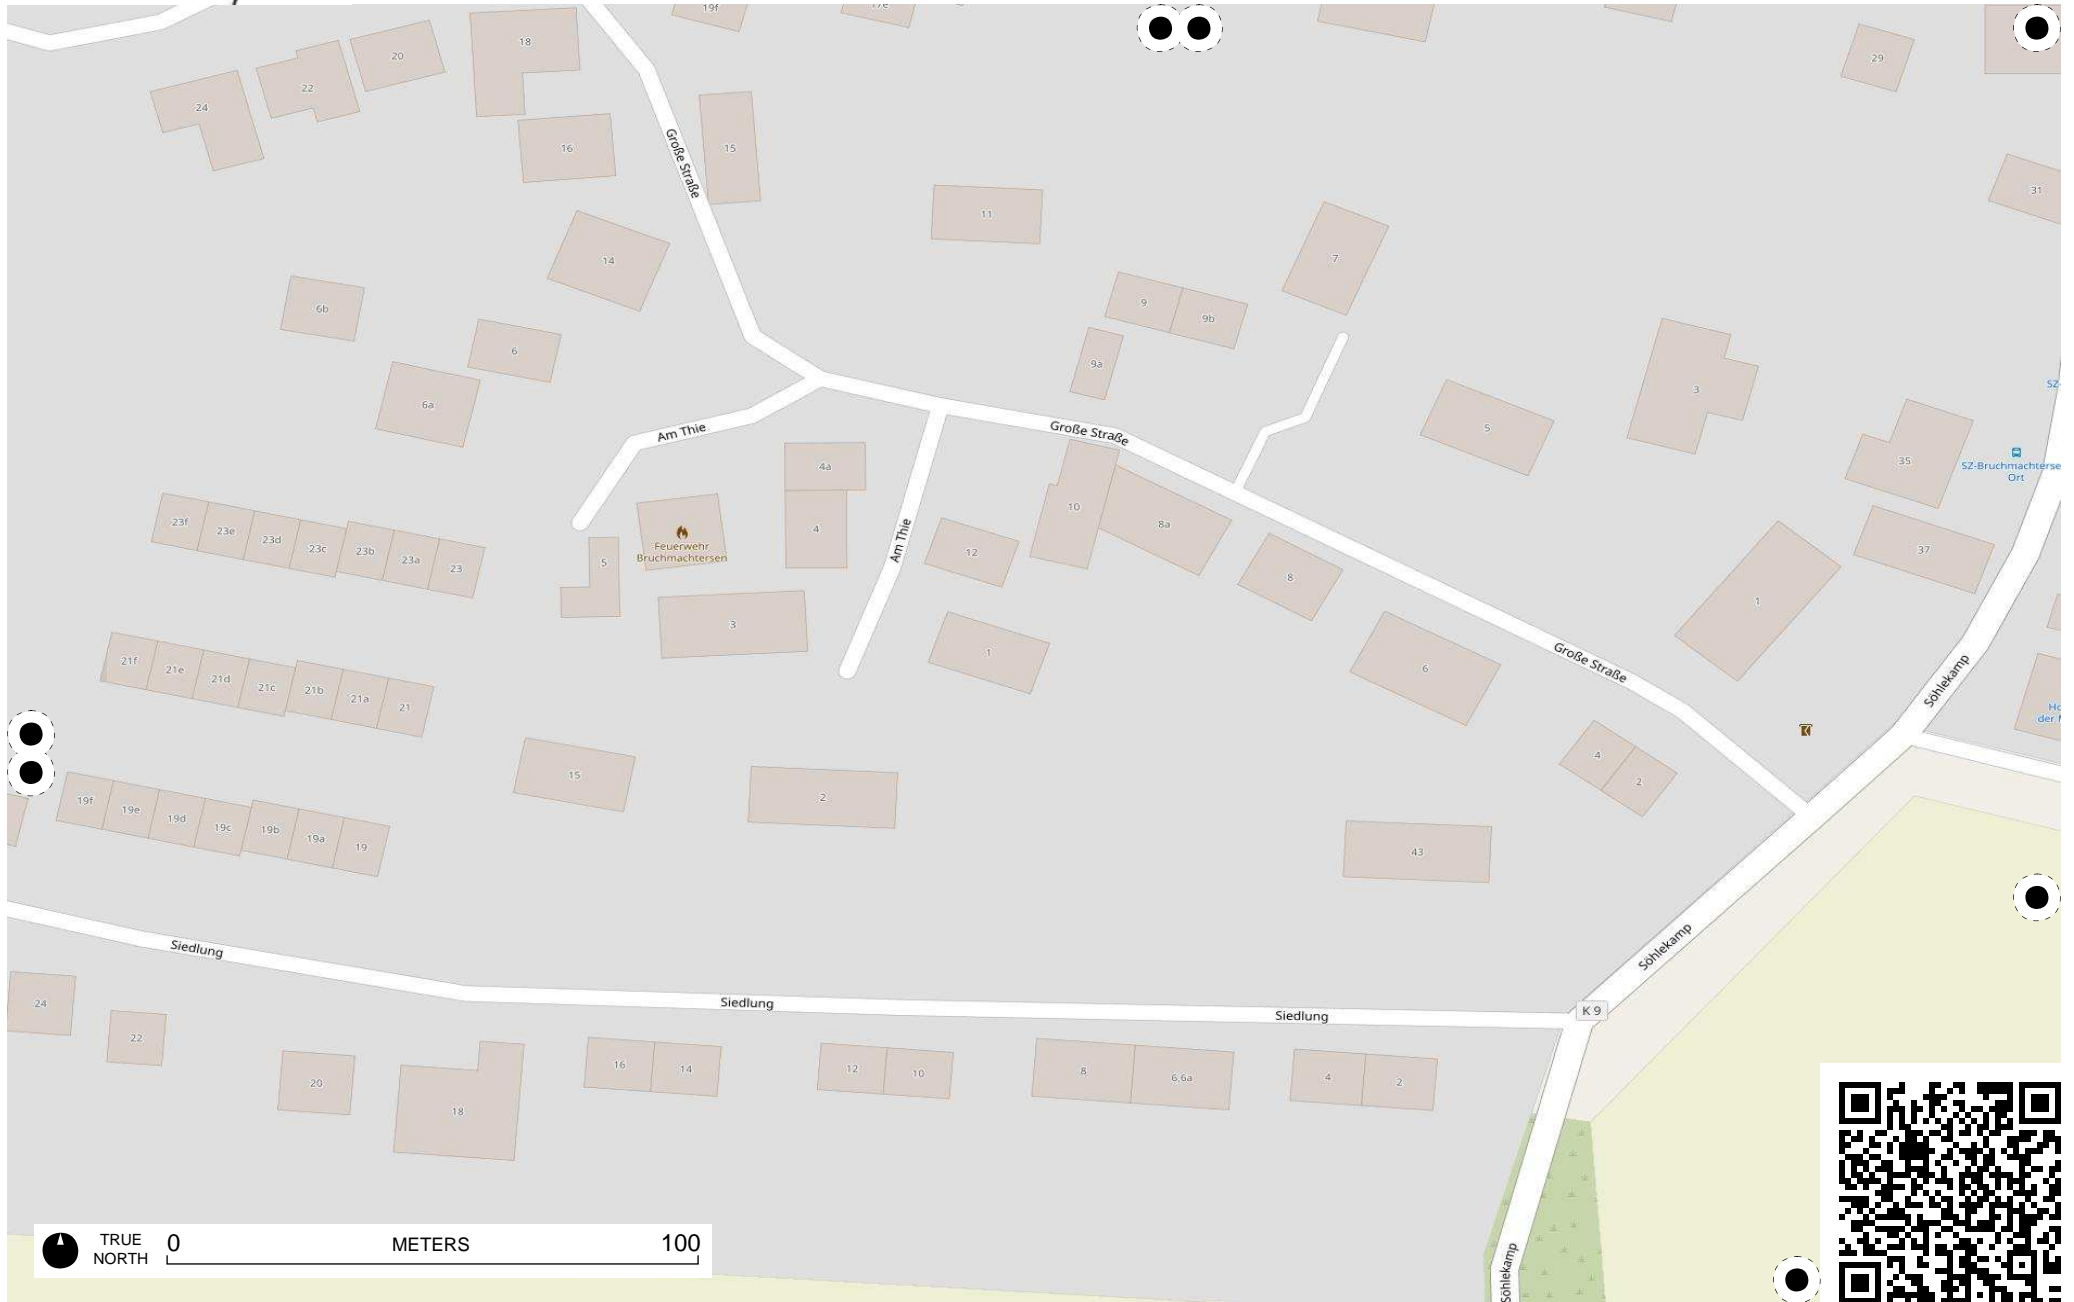 19f
18
20
29
22
24
16
15
Große Straße
31
11
14
7
6b
9
9b
6
9a
3
6a
5
Am Thie
Große Straße
35
SZ-Bruchmachterse
Ort
4a
10
8a
23f
23e
23d
23c
23b
23a
23
4
Feuerwehr
Bruchmachtersen
5
Am Thie
12
37
8
1
3
1
6
Große Straße
Söhlekamp
21f
21e
21d
21c
21b
21a
21
4
2
15
2
19f
19e
19d
19c
19b
19a
19
43
Siedlung
Siedlung
Siedlung
Söhlekamp
K 9
24
22
20
18
16
14
12
10
8
6,6a
4
2
Söhlekamp
TRUE
NORTH
0
METERS
100